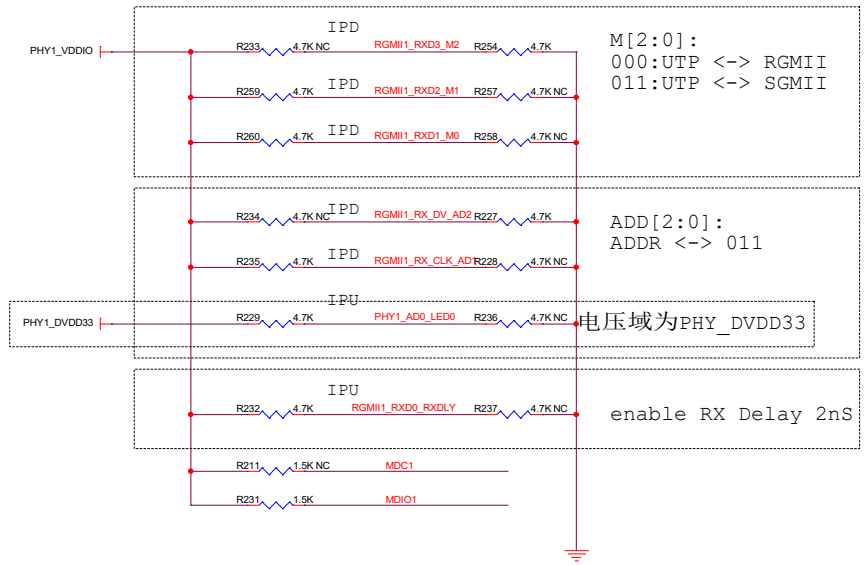 IPD
PHY1_VDDIO R233 4.7K NC RGMII1_RXD3_M2 R254 4.7K
M[2:0]:
000:UTP <-> RGMII
011:UTP <-> SGMII
IPD
R259 4.7K RGMII1_RXD2_M1 R257 4.7K NC
IPD
R260 4.7K RGMII1_RXD1_M0 R258 4.7K NC
IPD
R234 4.7K NC RGMII1_RX_DV_AD2 R227 4.7K
ADD[2:0]:
ADDR <-> 011
IPD
R235 4.7K RGMII1_RX_CLK_AD1 R228 4.7K NC
IPU
PHY1_DVDD33 R229 4.7K PHY1_AD0_LED0 R236 4.7K NC 电压域为PHY_DVDD33
IPU
R232 4.7K RGMII1_RXD0_RXDLY R237 4.7K NC
enable RX Delay 2nS
R211 1.5K NC MDC1
R231 1.5K MDIO1